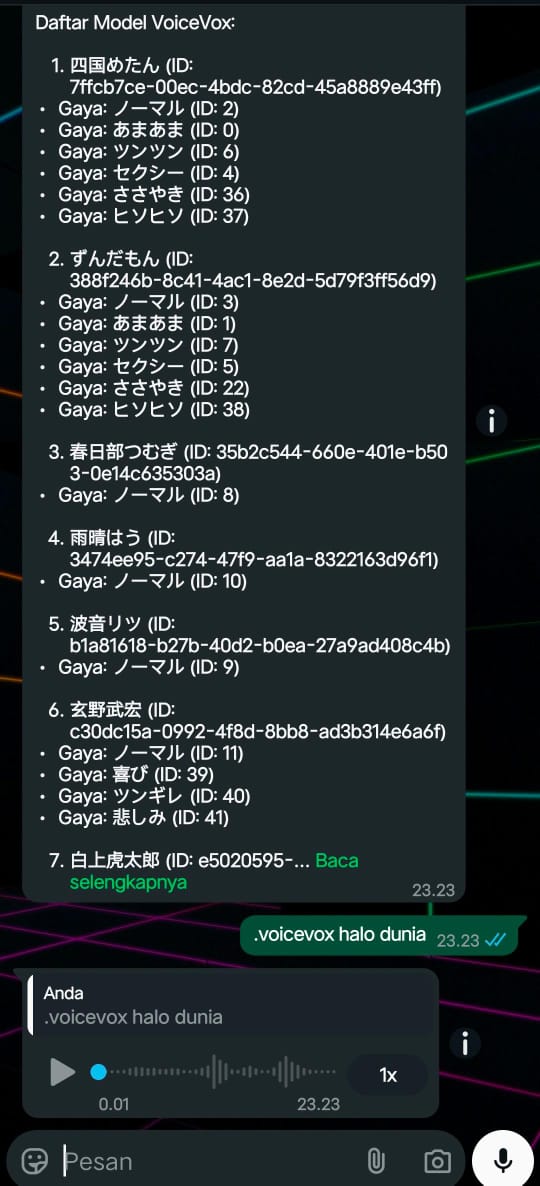 Daftar Model VoiceVox:
1. 四国めたん (ID:
7ffcb7ce-00ec-4bdc-82cd-45a8889e43ff)
• Gaya: ノーマル (ID: 2)
• Gaya: あまあま (ID: 0)
• Gaya: ツンツン (ID: 6)
• Gaya: セクシー (ID: 4)
• Gaya: ささやき (ID: 36)
• Gaya: ヒソヒソ (ID: 37)
2. ずんだもん (ID:
388f246b-8c41-4ac1-8e2d-5d79f3ff56d9)
• Gaya: ノーマル (ID: 3)
• Gaya: あまあま (ID: 1)
• Gaya: ツンツン (ID: 7)
• Gaya: セクシー (ID: 5)
• Gaya: ささやき (ID: 22)
• Gaya: ヒソヒソ (ID: 38)
3. 春日部つむぎ (ID: 35b2c544-660e-401e-b50
3-0e14c635303a)
• Gaya: ノーマル (ID: 8)
4. 雨晴はう (ID:
3474ee95-c274-47f9-aa1a-8322163d96f1)
• Gaya: ノーマル (ID: 10)
5. 波音リツ (ID:
b1a81618-b27b-40d2-b0ea-27a9ad408c4b)
• Gaya: ノーマル (ID: 9)
6. 玄野武宏 (ID:
c30dc15a-0992-4f8d-8bb8-ad3b314e6a6f)
• Gaya: ノーマル (ID: 11)
• Gaya: 喜び (ID: 39)
• Gaya: ツンギレ (ID: 40)
• Gaya: 悲しみ (ID: 41)
7. 白上虎太郎 (ID: e5020595-... Baca
selengkapnya
23.23
.voicevox halo dunia 23.23
Anda
.voicevox halo dunia
1x
0.01 23.23
Pesan